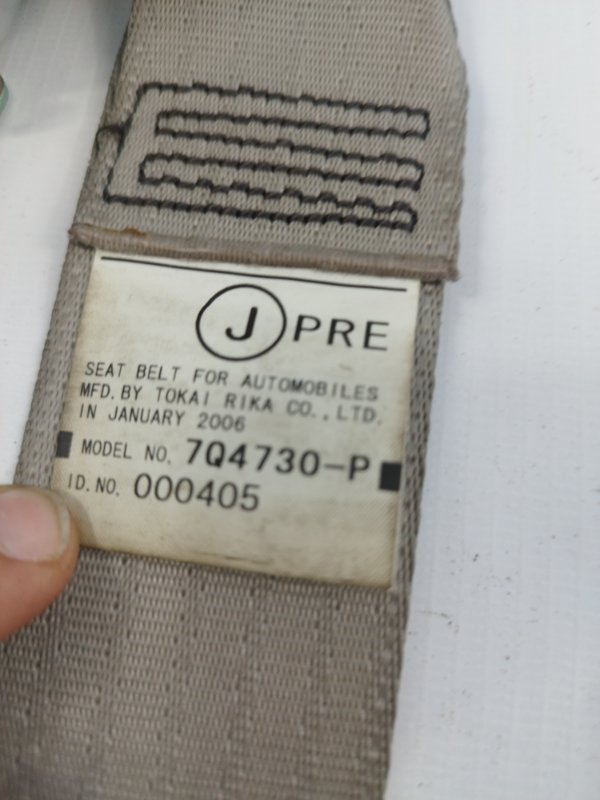 J PRE
SEAT BELT FOR AUTOMOBILES
MFD. BY TOKAI RIKA CO., LTD.
IN JANUARY 2006
MODEL NO. 7Q4730-P
ID. NO. 000405